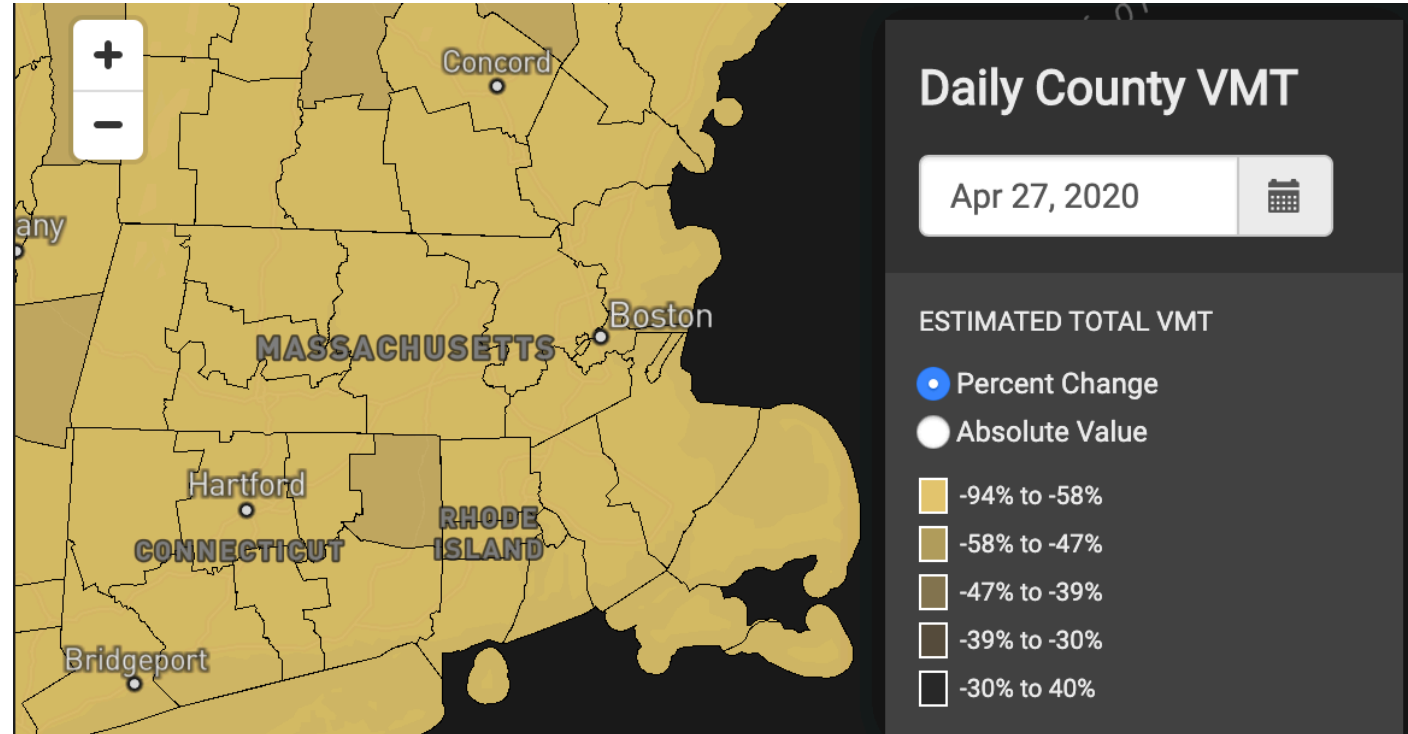 Concord
any
Boston
MASSACHUSETTS
Hartford
RHODE
ISLAND
CONNECTICUT
Bridgeport
+
−
Daily County VMT
Apr 27, 2020
ESTIMATED TOTAL VMT
Percent Change
Absolute Value
-94% to -58%
-58% to -47%
-47% to -39%
-39% to -30%
-30% to 40%